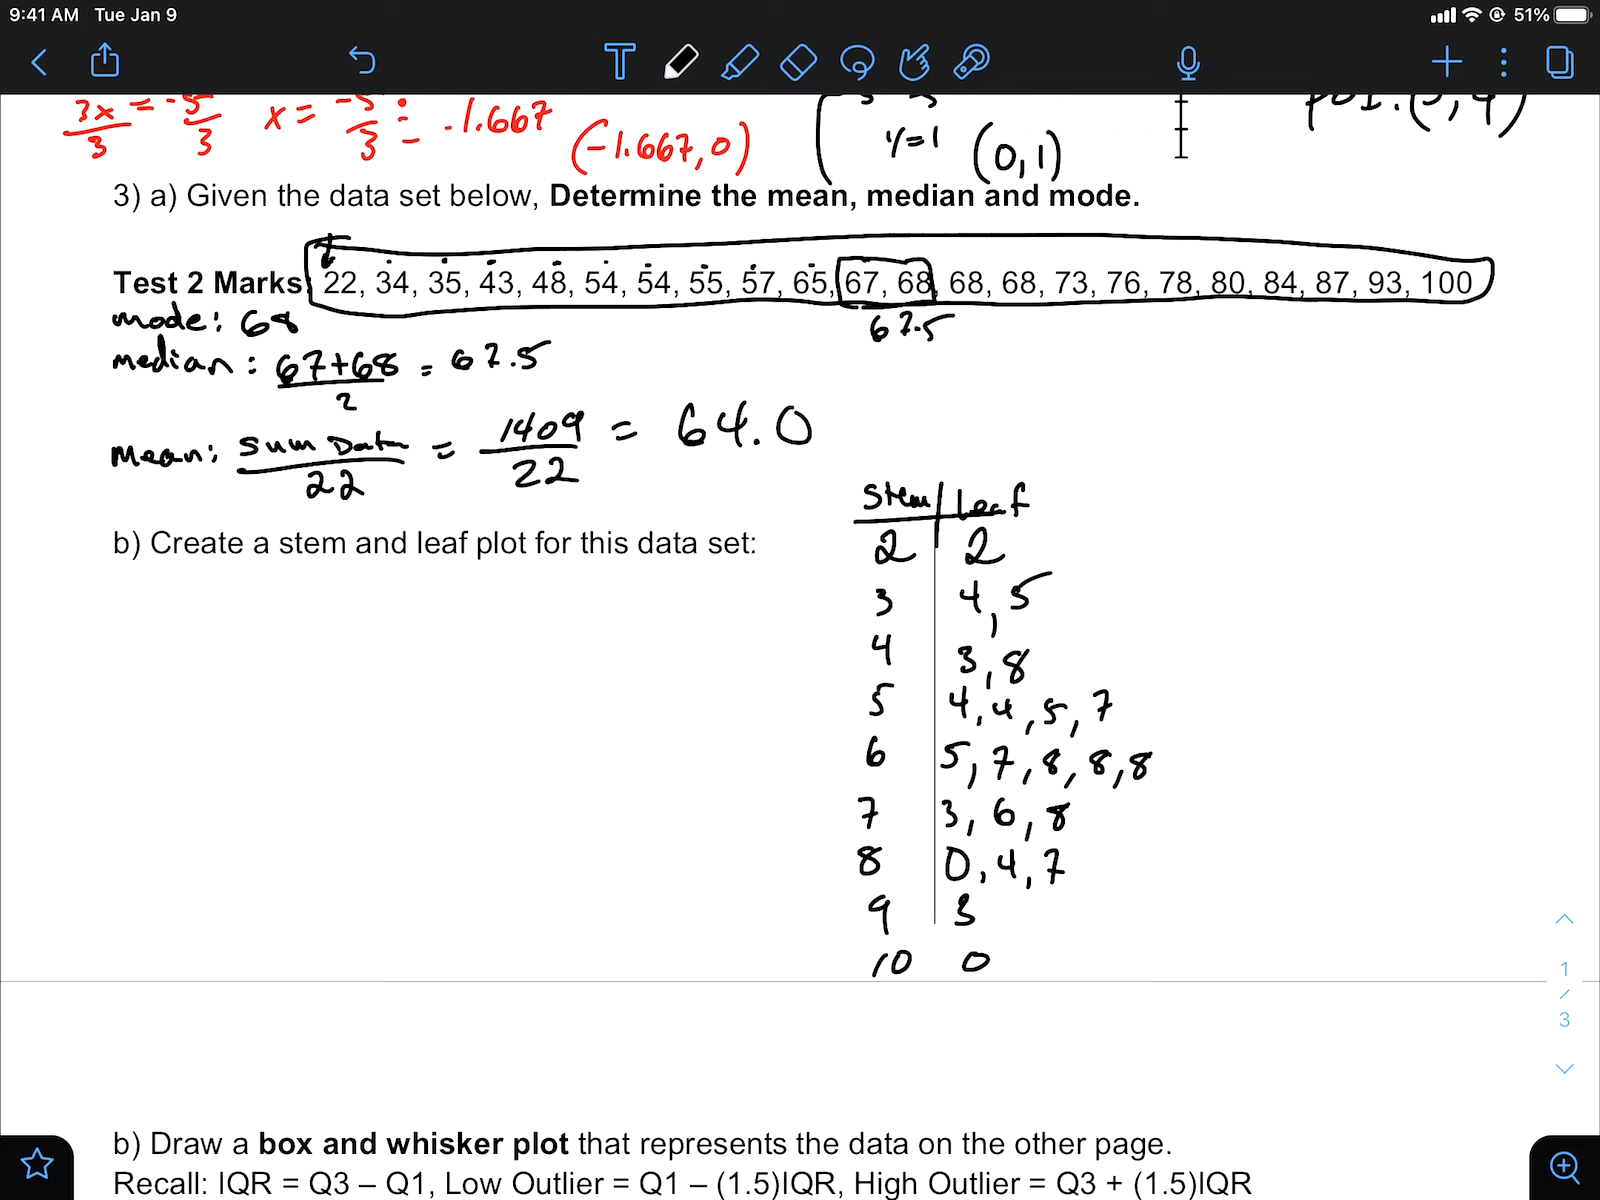 9:41 AM Tue Jan 9 51%
3x/3 = -5/3 x = -5/3 = -1.667 (-1.667, 0) y=1 (0,1)
3) a) Given the data set below, Determine the mean, median and mode.
Test 2 Marks: 22, 34, 35, 43, 48, 54, 54, 55, 57, 65, 67, 68, 68, 68, 73, 76, 78, 80, 84, 87, 93, 100
mode: 68
67.5
median: 67+68/2 = 67.5
Mean: Sum Data/22 = 1409/22 = 64.0
Stem | Leaf
b) Create a stem and leaf plot for this data set:
2 2
3 4, 5
4 3, 8
5 4, 4, 5, 7
6 5, 7, 8, 8, 8
7 3, 6, 8
8 0, 4, 7
9 3
10 0
1
/
3
b) Draw a box and whisker plot that represents the data on the other page.
Recall: IQR = Q3 – Q1, Low Outlier = Q1 – (1.5)IQR, High Outlier = Q3 + (1.5)IQR